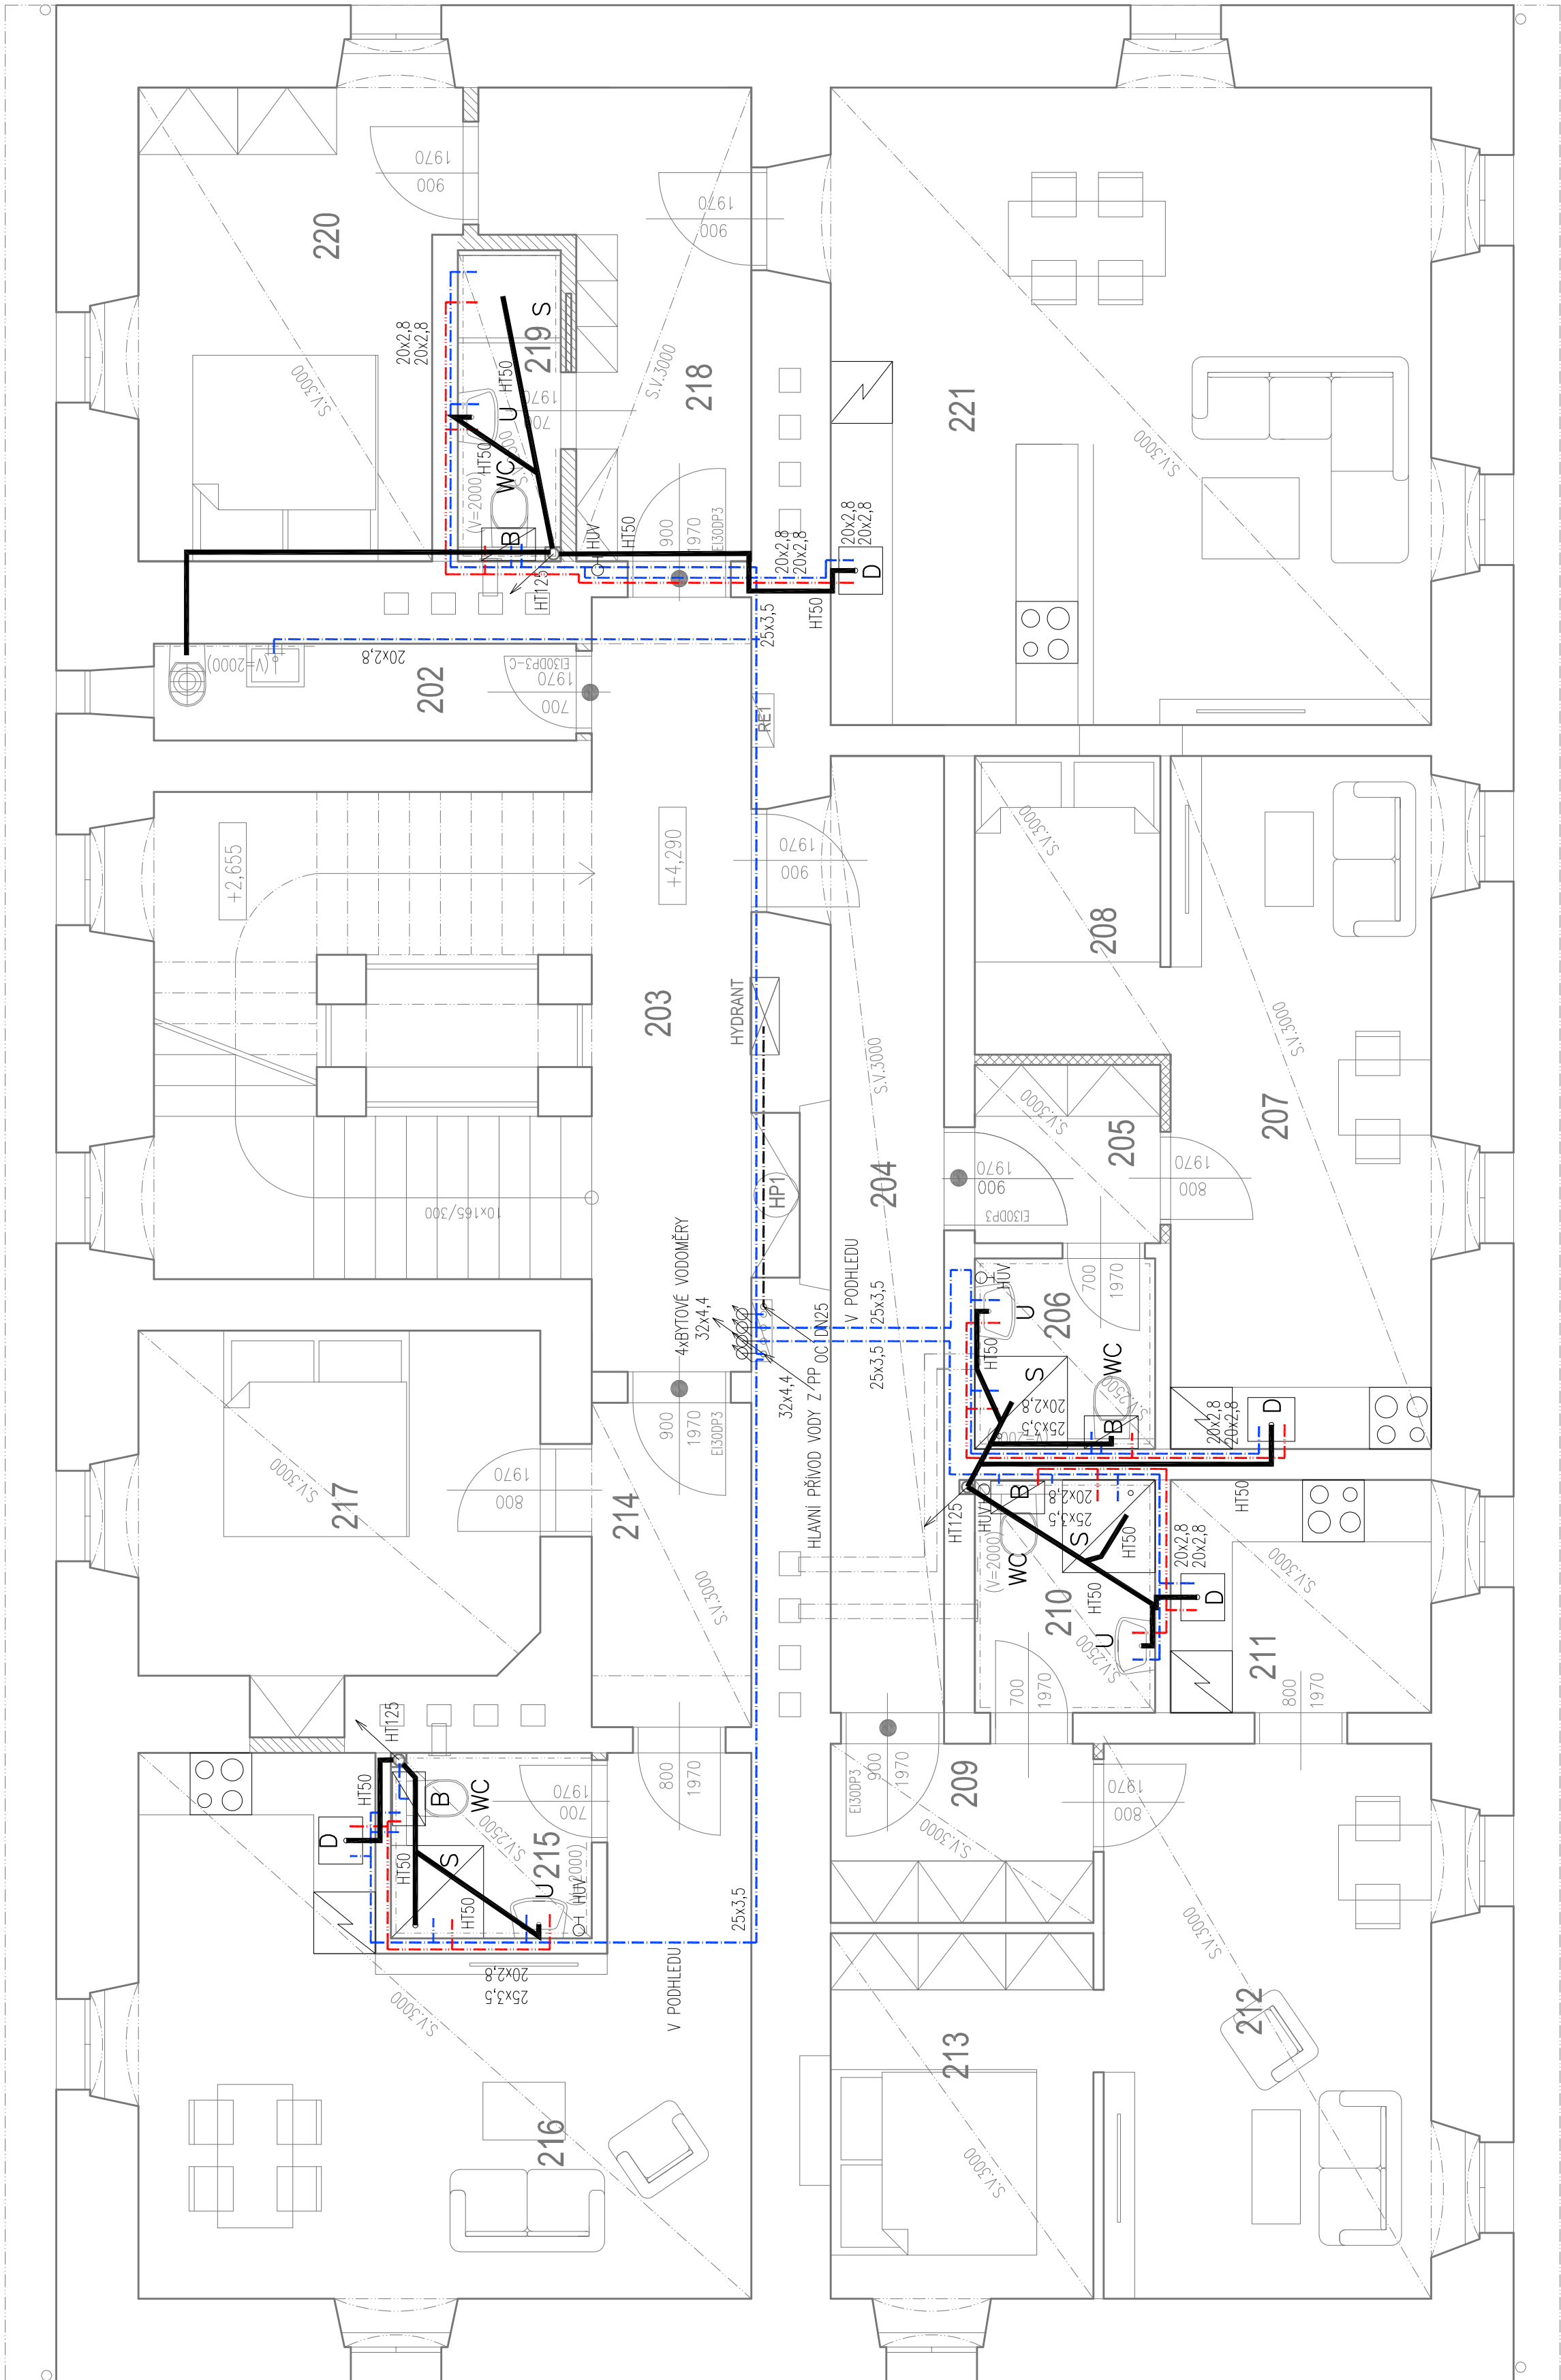 220
1970
900
1970
900
S.V.3000
20x2,8
20x2,8
219
S
HT50
1970
700
U
HT50
WC
(V=2000)
B
HT125
HUV
HT50
S.V.3000
218
900
1970
EI30DP3
20x2,8
20x2,8
20x2,8
20x2,8
D
HT50
25x3,5
221
S.V.3000
(V=2000)
20x2,8
202
EI30DP3-C
1970
700
RE1
+2,655
+4,290
1970
900
203
HYDRANT
S.V.3000
208
S.V.3000
S.V.3000
10x165/300
HP1
204
1970
900
EI30DP3
S.V.3000
205
1970
800
207
4xBYTOVÉ VODOMĚRY
32x4,4
V PODHLEDU
25x3,5
25x3,5
OC. DN25
HLAVNÍ PŘÍVOD VODY Z 1PP
32x4,4
HUV
U
206
700
1970
HT50
S
WC
S.V.2500
20x2,8
25x3,5
B
20x2,8
20x2,8
D
217
S.V.3000
1970
800
214
900
1970
EI30DP3
S.V.3000
HT125
HUV
B
20x2,8
25x3,5
(V=2000)
WC
S
HT50
HT50
HT50
210
U
S.V.2500
20x2,8
20x2,8
D
S.V.3000
211
700
1970
800
1970
HT125
HT50
D
B
WC
1970
700
800
1970
S.V.2500
HT50
S
215
(V=2000)
HT50
U
HUV
EI30DP3
900
1970
209
1970
800
S.V.3000
25x3,5
20x2,8
25x3,5
V PODHLEDU
S.V.3000
216
213
S.V.3000
212
S.V.3000